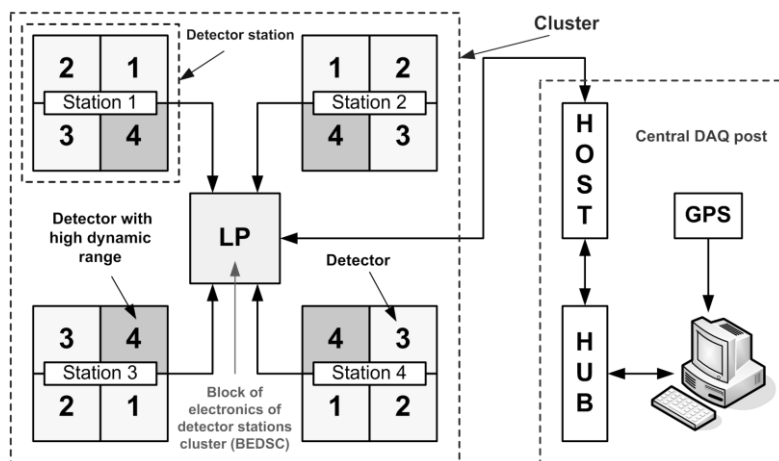 Cluster
Detector station
2 1
Station 1
3 4
1 2
Station 2
4 3
Detector with
high dynamic
range
LP
Detector
3 4
Station 3
2 1
Block of
electronics of
detector stations
cluster (BEDSC)
4 3
Station 4
1 2
Central DAQ post
HOST
GPS
HUB